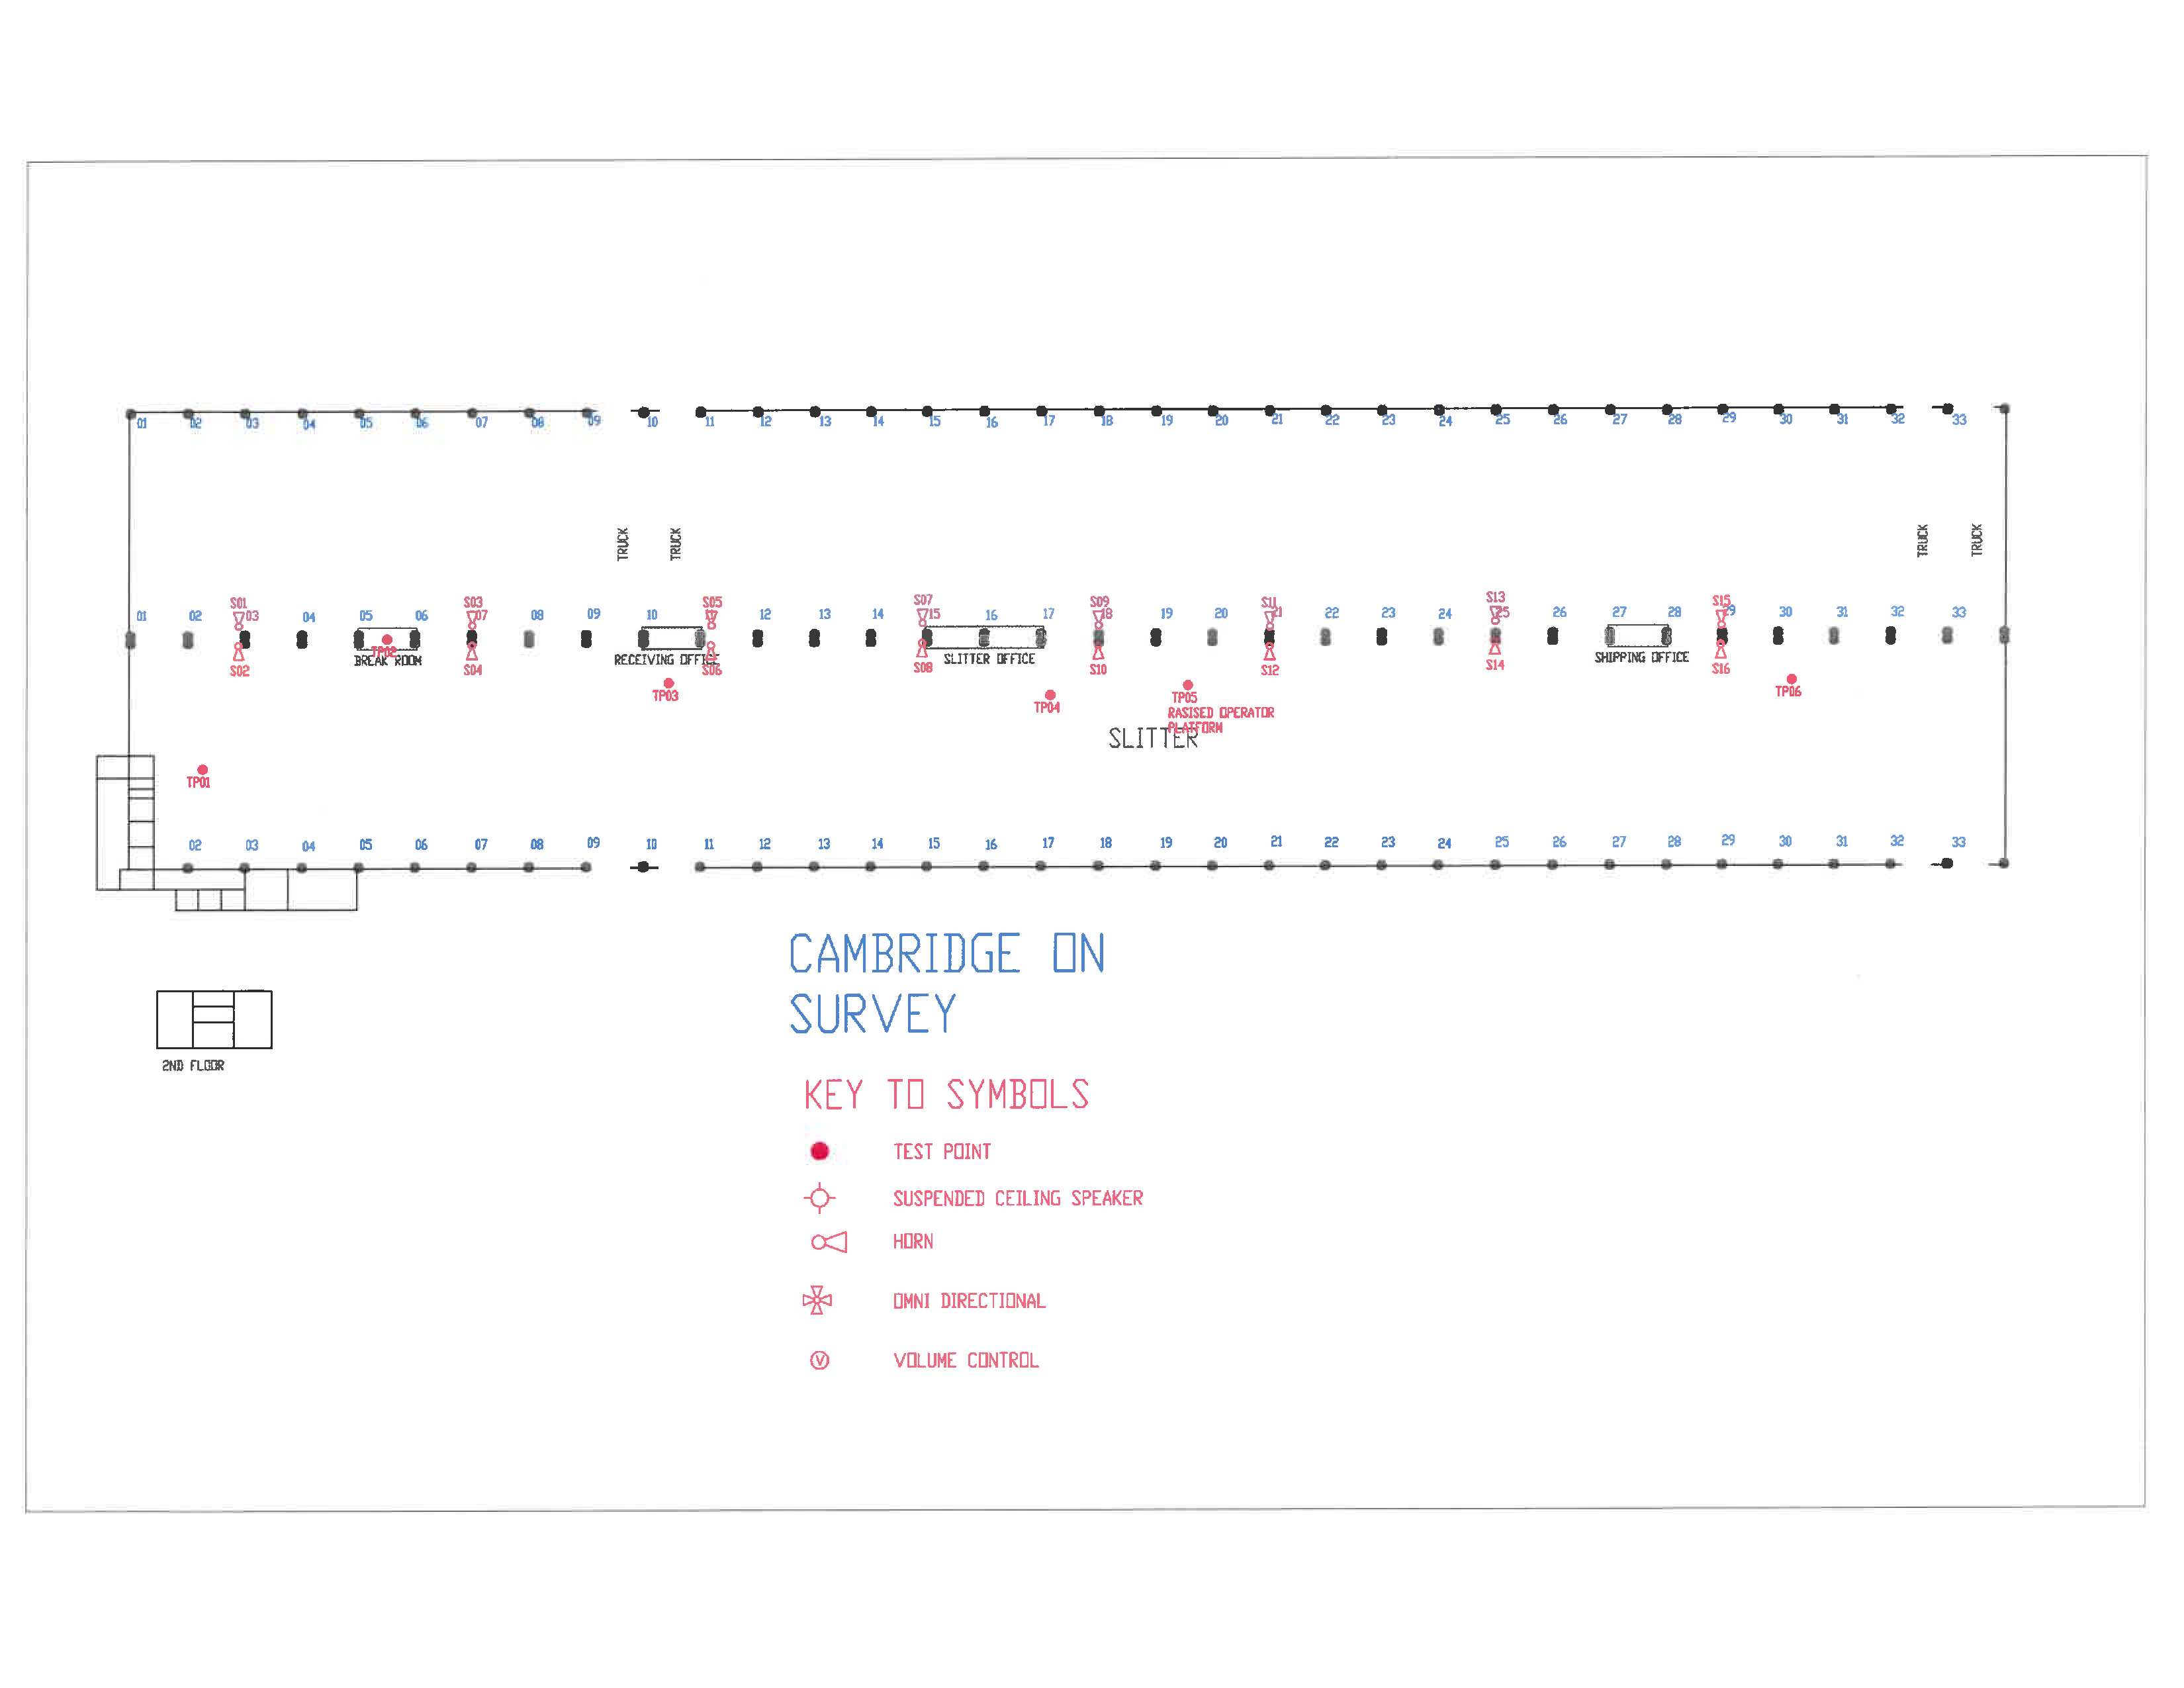 01 02 03 04 05 06 07 08 09 10 11 12 13 14 15 16 17 18 19 20 21 22 23 24 25 26 27 28 29 30 31 32 33
TRUCK TRUCK TRUCK TRUCK
S01 S03 S05 S07 S09 S11 S13 S15
01 02 03 04 05 06 07 08 09 10 11 12 13 14 15 16 17 18 19 20 21 22 23 24 25 26 27 28 29 30 31 32 33
TP02
BREAK ROOM RECEIVING OFFICE SLITTER OFFICE SHIPPING OFFICE
S02 S04 S06 S08 S10 S12 S14 S16
TP03 TP04 TP05 TP06
RASISED OPERATOR
PLATFORM
SLITTER
TP01
02 03 04 05 06 07 08 09 10 11 12 13 14 15 16 17 18 19 20 21 22 23 24 25 26 27 28 29 30 31 32 33
CAMBRIDGE ON
SURVEY
2ND FLOOR
KEY TO SYMBOLS
TEST POINT
SUSPENDED CEILING SPEAKER
HORN
OMNI DIRECTIONAL
V VOLUME CONTROL